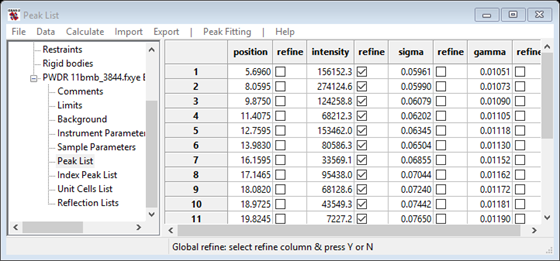 Peak List
File Data Calculate Import Export | Peak Fitting | Help
Restraints
Rigid bodies
PWDR 11bmb_3844.fxye B
Comments
Limits
Background
Instrument Parameters
Sample Parameters
Peak List
Index Peak List
Unit Cells List
Reflection Lists
position refine intensity refine sigma refine gamma refine
1 5.6960 156152.3 0.05961 0.01051
2 8.0595 274124.6 0.05990 0.01073
3 9.8750 124258.8 0.06079 0.01090
4 11.4075 68212.3 0.06202 0.01105
5 12.7595 153462.0 0.06345 0.01118
6 13.9830 80586.3 0.06504 0.01130
7 16.1595 33569.1 0.06855 0.01152
8 17.1465 95438.0 0.07044 0.01162
9 18.0820 68128.6 0.07240 0.01172
10 18.9725 43549.3 0.07442 0.01181
11 19.8245 7227.2 0.07650 0.01190
Global refine: select refine column & press Y or N